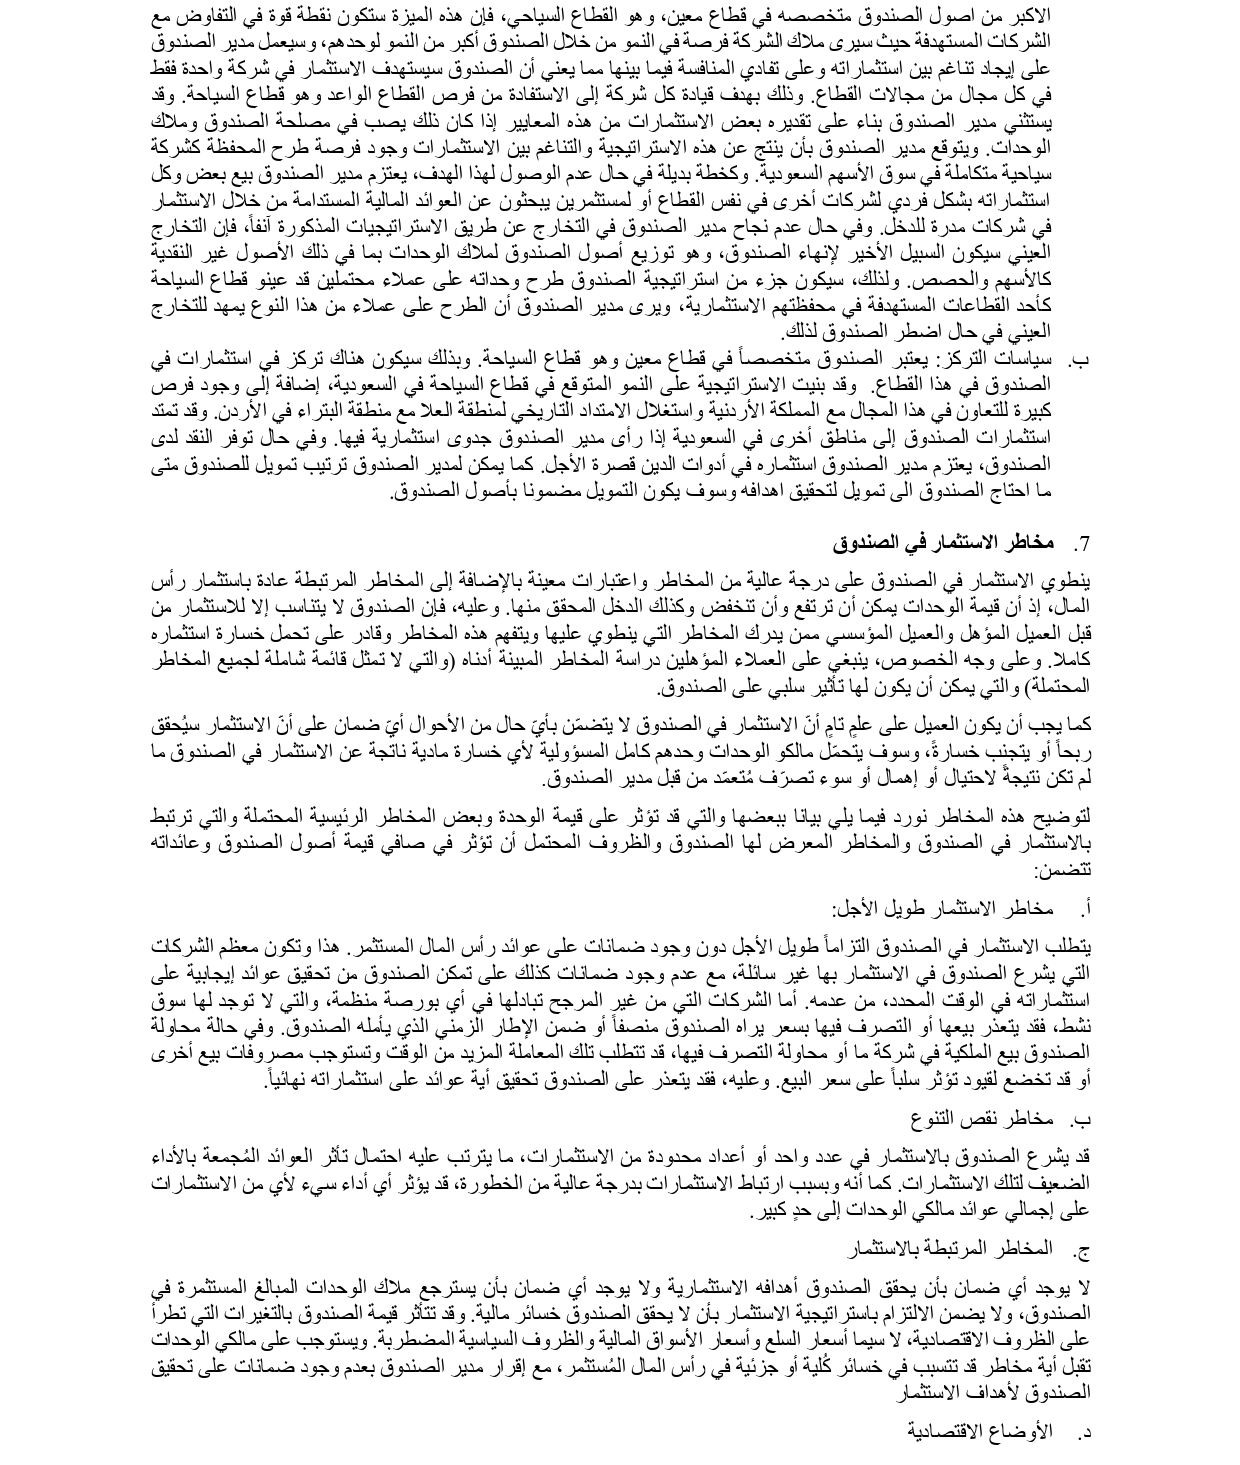 الاكبر من اصول الصندوق متخصصه في قطاع معين، وهو القطاع السياحي، فإن هذه الميزة ستكون نقطة قوة في التفاوض مع
الشركات المستهدفة حيث سيرى ملاك الشركة فرصة في النمو من خلال الصندوق أكبر من النمو لوحدهم، وسيعمل مدير الصندوق
على إيجاد تناغم بين استثماراته وعلى تفادي المنافسة فيما بينها مما يعني أن الصندوق سيستهدف الاستثمار في شركة واحدة فقط
في كل مجال من مجالات القطاع. وذلك بهدف قيادة كل شركة إلى الاستفادة من فرص القطاع الواعد وهو قطاع السياحة. وقد
يستثني مدير الصندوق بناء على تقديره بعض الاستثمارات من هذه المعايير إذا كان ذلك يصب في مصلحة الصندوق وملاك
الوحدات. ويتوقع مدير الصندوق بأن ينتج عن هذه الاستراتيجية والتناغم بين الاستثمارات وجود فرصة طرح المحفظة كشركة
سياحية متكاملة في سوق الأسهم السعودية. وكخطة بديلة في حال عدم الوصول لهذا الهدف، يعتزم مدير الصندوق بيع بعض وكل
استثماراته بشكل فردي لشركات أخرى في نفس القطاع أو لمستثمرين يبحثون عن العوائد المالية المستدامة من خلال الاستثمار
في شركات مدرة للدخل. وفي حال عدم نجاح مدير الصندوق في التخارج عن طريق الاستراتيجيات المذكورة آنفاً، فإن التخارج
العيني سيكون السبيل الأخير لإنهاء الصندوق، وهو توزيع أصول الصندوق لملاك الوحدات بما في ذلك الأصول غير النقدية
كالأسهم والحصص. ولذلك، سيكون جزء من استراتيجية الصندوق طرح وحداته على عملاء محتملين قد عينو قطاع السياحة
كأحد القطاعات المستهدفة في محفظتهم الاستثمارية، ويرى مدير الصندوق أن الطرح على عملاء من هذا النوع يمهد للتخارج
العيني في حال اضطر الصندوق لذلك.
ب. سياسات التركز: يعتبر الصندوق متخصصاً في قطاع معين وهو قطاع السياحة. وبذلك سيكون هناك تركز في استثمارات في
الصندوق في هذا القطاع. وقد بنيت الاستراتيجية على النمو المتوقع في قطاع السياحة في السعودية، إضافة إلى وجود فرص
كبيرة للتعاون في هذا المجال مع المملكة الأردنية واستغلال الامتداد التاريخي لمنطقة العلا مع منطقة البتراء في الأردن. وقد تمتد
استثمارات الصندوق إلى مناطق أخرى في السعودية إذا رأى مدير الصندوق جدوى استثمارية فيها. وفي حال توفر النقد لدى
الصندوق، يعتزم مدير الصندوق استثماره في أدوات الدين قصرة الأجل. كما يمكن لمدير الصندوق ترتيب تمويل للصندوق متى
ما احتاج الصندوق الى تمويل لتحقيق اهدافه وسوف يكون التمويل مضمونا بأصول الصندوق.
7. مخاطر الاستثمار في الصندوق
ينطوي الاستثمار في الصندوق على درجة عالية من المخاطر واعتبارات معينة بالإضافة إلى المخاطر المرتبطة عادة باستثمار رأس
المال، إذ أن قيمة الوحدات يمكن أن ترتفع وأن تنخفض وكذلك الدخل المحقق منها. وعليه، فإن الصندوق لا يتناسب إلا للاستثمار من
قبل العميل المؤهل والعميل المؤسسي ممن يدرك المخاطر التي ينطوي عليها ويتفهم هذه المخاطر وقادر على تحمل خسارة استثماره
كاملا. وعلى وجه الخصوص، ينبغي على العملاء المؤهلين دراسة المخاطر المبينة أدناه (والتي لا تمثل قائمة شاملة لجميع المخاطر
المحتملة) والتي يمكن أن يكون لها تأثير سلبي على الصندوق.
كما يجب أن يكون العميل على علمٍ تامٍ أنّ الاستثمار في الصندوق لا يتضمّن بأيّ حال من الأحوال أيّ ضمان على أنّ الاستثمار سيُحقق
ربحاً أو يتجنب خسارةً، وسوف يتحمّل مالكو الوحدات وحدهم كامل المسؤولية لأي خسارة مادية ناتجة عن الاستثمار في الصندوق ما
لم تكن نتيجةً لاحتيال أو إهمال أو سوء تصرّف مُتعمّد من قبل مدير الصندوق.
لتوضيح هذه المخاطر نورد فيما يلي بيانا ببعضها والتي قد تؤثر على قيمة الوحدة وبعض المخاطر الرئيسية المحتملة والتي ترتبط
بالاستثمار في الصندوق والمخاطر المعرض لها الصندوق والظروف المحتمل أن تؤثر في صافي قيمة أصول الصندوق وعائداته
تتضمن:
أ. مخاطر الاستثمار طويل الأجل:
يتطلب الاستثمار في الصندوق التزاماً طويل الأجل دون وجود ضمانات على عوائد رأس المال المستثمر. هذا وتكون معظم الشركات
التي يشرع الصندوق في الاستثمار بها غير سائلة، مع عدم وجود ضمانات كذلك على تمكن الصندوق من تحقيق عوائد إيجابية على
استثماراته في الوقت المحدد، من عدمه. أما الشركات التي من غير المرجح تبادلها في أي بورصة منظمة، والتي لا توجد لها سوق
نشط، فقد يتعذر بيعها أو التصرف فيها بسعر يراه الصندوق منصفاً أو ضمن الإطار الزمني الذي يأمله الصندوق. وفي حالة محاولة
الصندوق بيع الملكية في شركة ما أو محاولة التصرف فيها، قد تتطلب تلك المعاملة المزيد من الوقت وتستوجب مصروفات بيع أخرى
أو قد تخضع لقيود تؤثر سلباً على سعر البيع. وعليه، فقد يتعذر على الصندوق تحقيق أية عوائد على استثماراته نهائياً.
ب. مخاطر نقص التنوع
قد يشرع الصندوق بالاستثمار في عدد واحد أو أعداد محدودة من الاستثمارات، ما يترتب عليه احتمال تأثر العوائد المُجمعة بالأداء
الضعيف لتلك الاستثمارات. كما أنه وبسبب ارتباط الاستثمارات بدرجة عالية من الخطورة، قد يؤثر أي أداء سيء لأي من الاستثمارات
على إجمالي عوائد مالكي الوحدات إلى حدٍ كبير.
ج. المخاطر المرتبطة بالاستثمار
لا يوجد أي ضمان بأن يحقق الصندوق أهدافه الاستثمارية ولا يوجد أي ضمان بأن يسترجع ملاك الوحدات المبالغ المستثمرة في
الصندوق، ولا يضمن الالتزام باستراتيجية الاستثمار بأن لا يحقق الصندوق خسائر مالية. وقد تتأثر قيمة الصندوق بالتغيرات التي تطرأ
على الظروف الاقتصادية، لا سيما أسعار السلع وأسعار الأسواق المالية والظروف السياسية المضطربة. ويستوجب على مالكي الوحدات
تقبل أية مخاطر قد تتسبب في خسائر كُلية أو جزئية في رأس المال المُستثمر، مع إقرار مدير الصندوق بعدم وجود ضمانات على تحقيق
الصندوق لأهداف الاستثمار
د. الأوضاع الاقتصادية